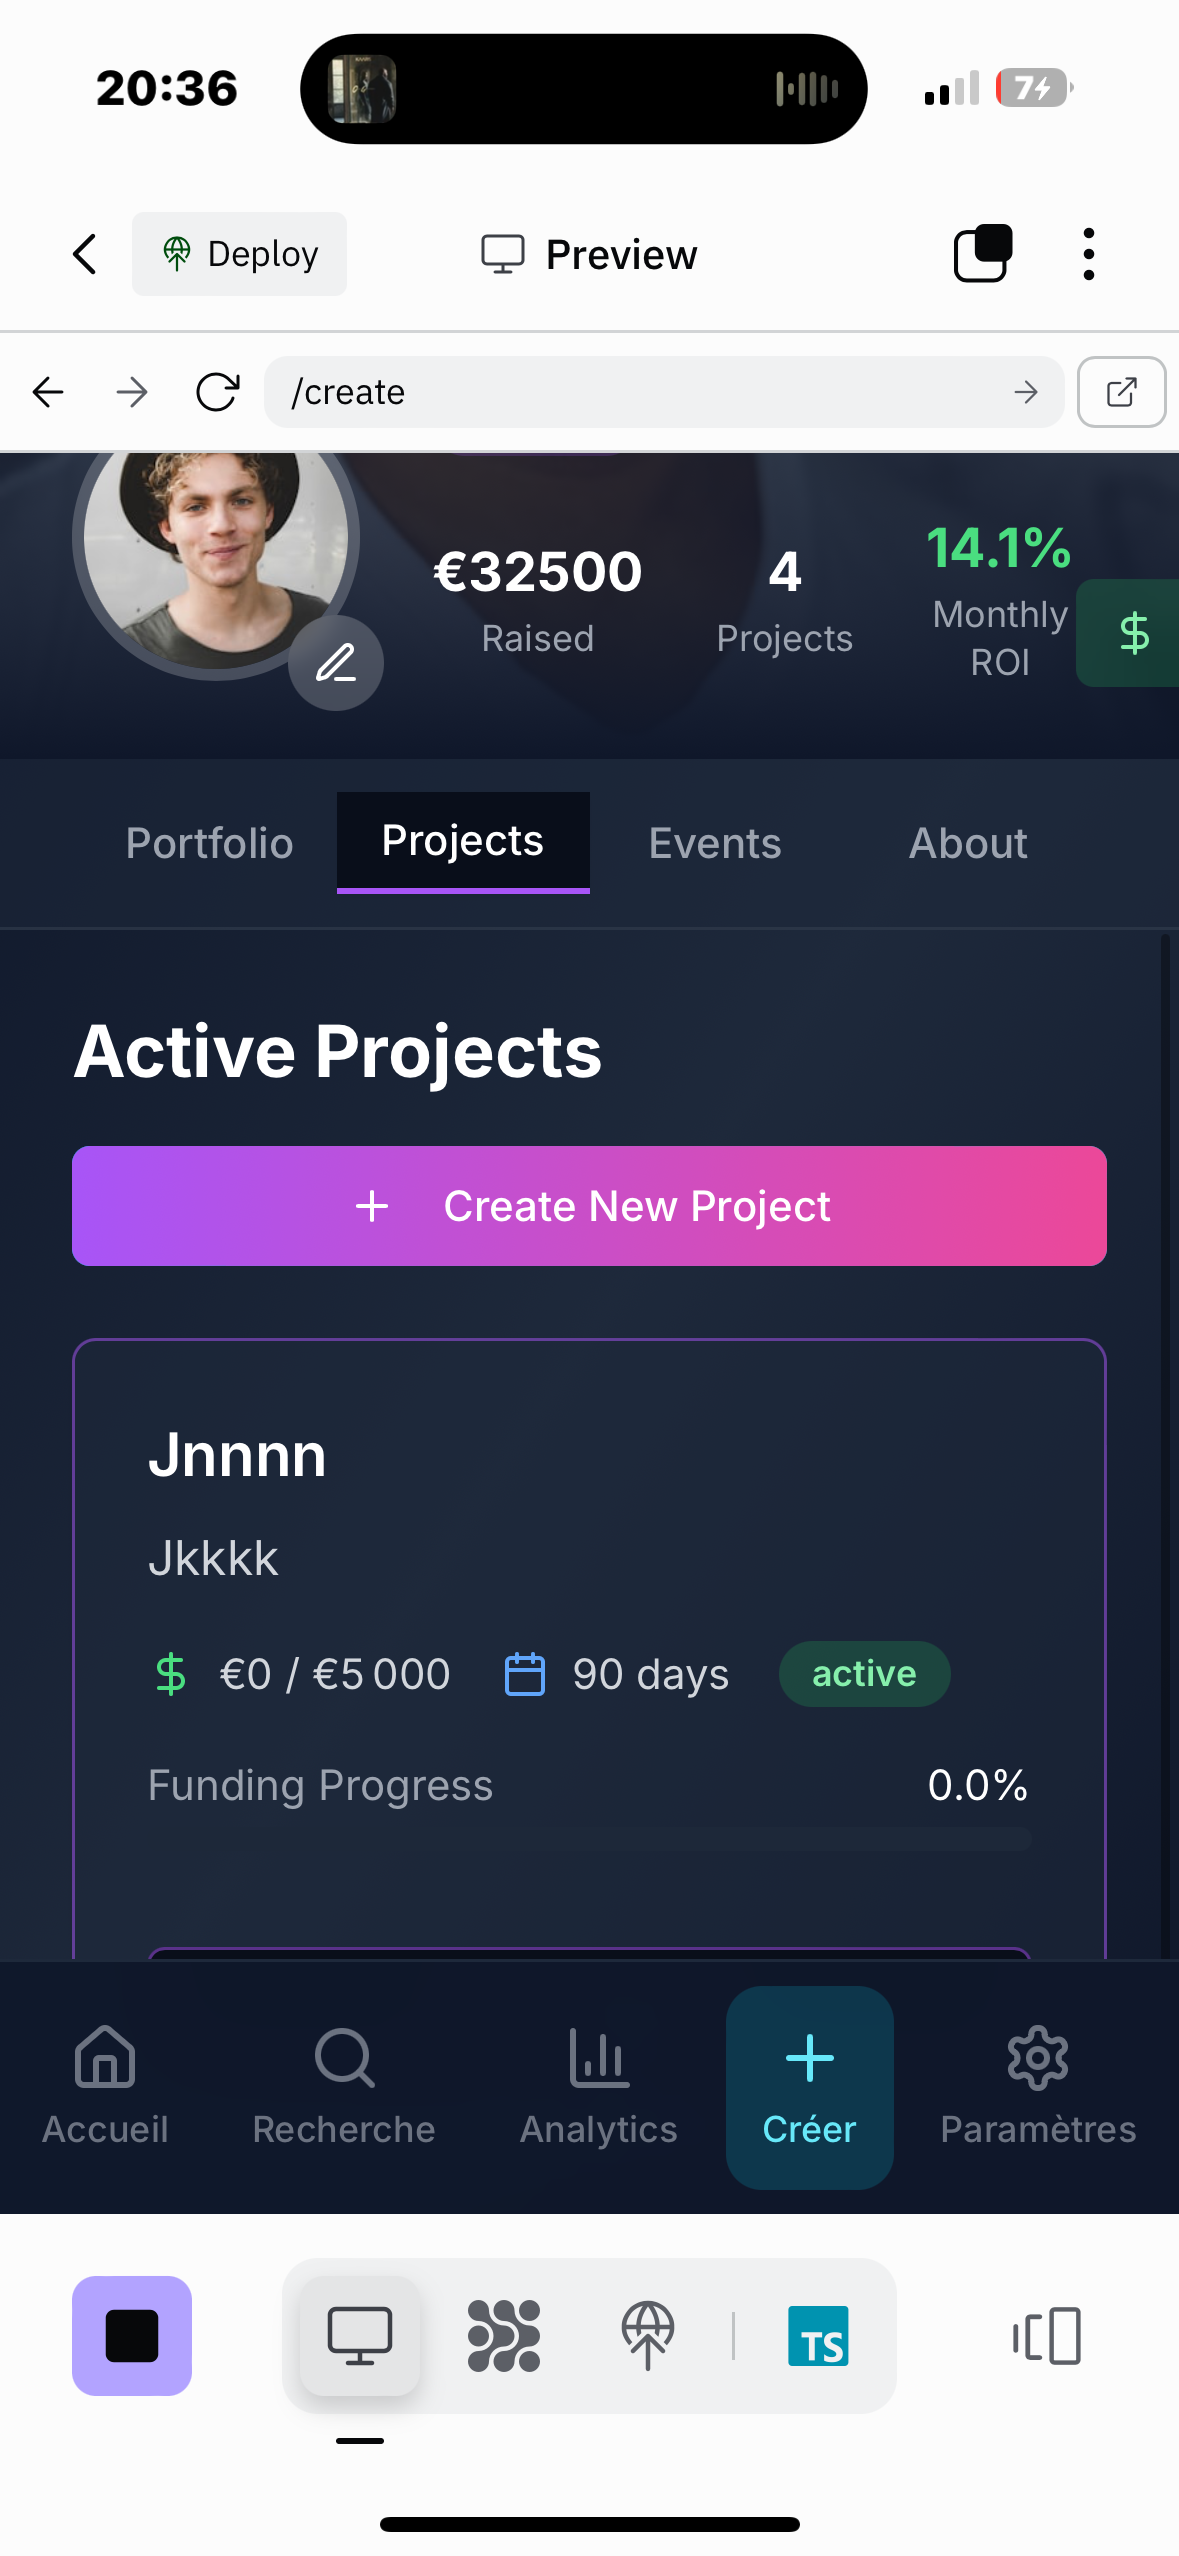 20:36
7
Deploy
Preview
/create
€32500
Raised
4
Projects
14.1%
Monthly
ROI
$
Portfolio
Projects
Events
About
Active Projects
+ Create New Project
Jnnnn
Jkkkk
$ €0 / €5 000
90 days
active
Funding Progress
0.0%
Accueil
Recherche
Analytics
Créer
Paramètres
TS